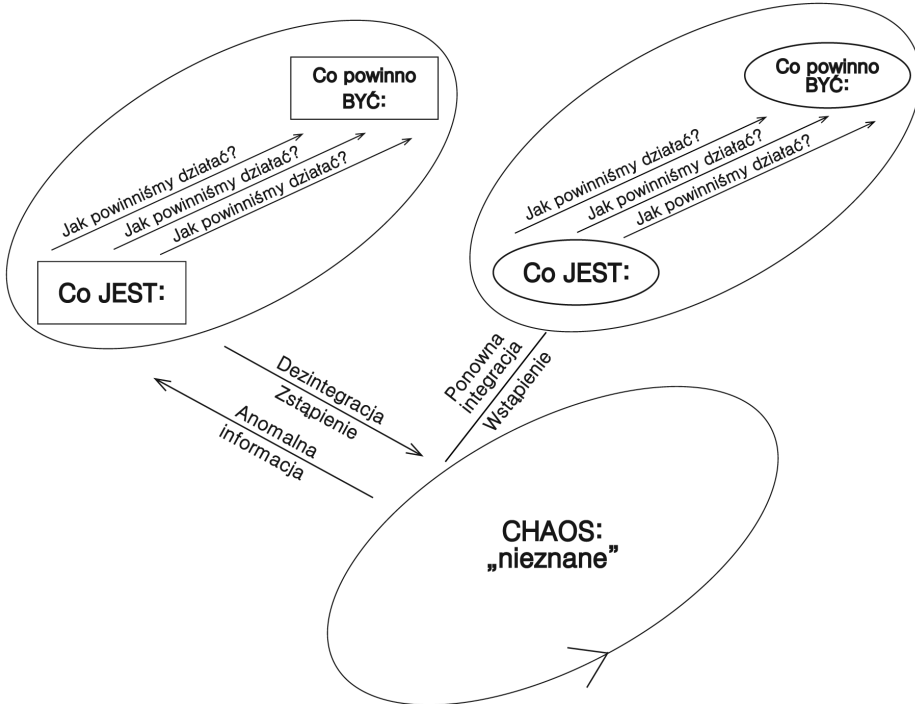 Co powinno
BYĆ:
Jak powinniśmy działać?
Jak powinniśmy działać?
Jak powinniśmy działać?
Co JEST:
Co powinno
BYĆ:
Jak powinniśmy działać?
Jak powinniśmy działać?
Jak powinniśmy działać?
Co JEST:
Dezintegracja
Zstąpienie
Anomalna
informacja
Ponowna
integracja
Wstąpienie
CHAOS:
„nieznane”